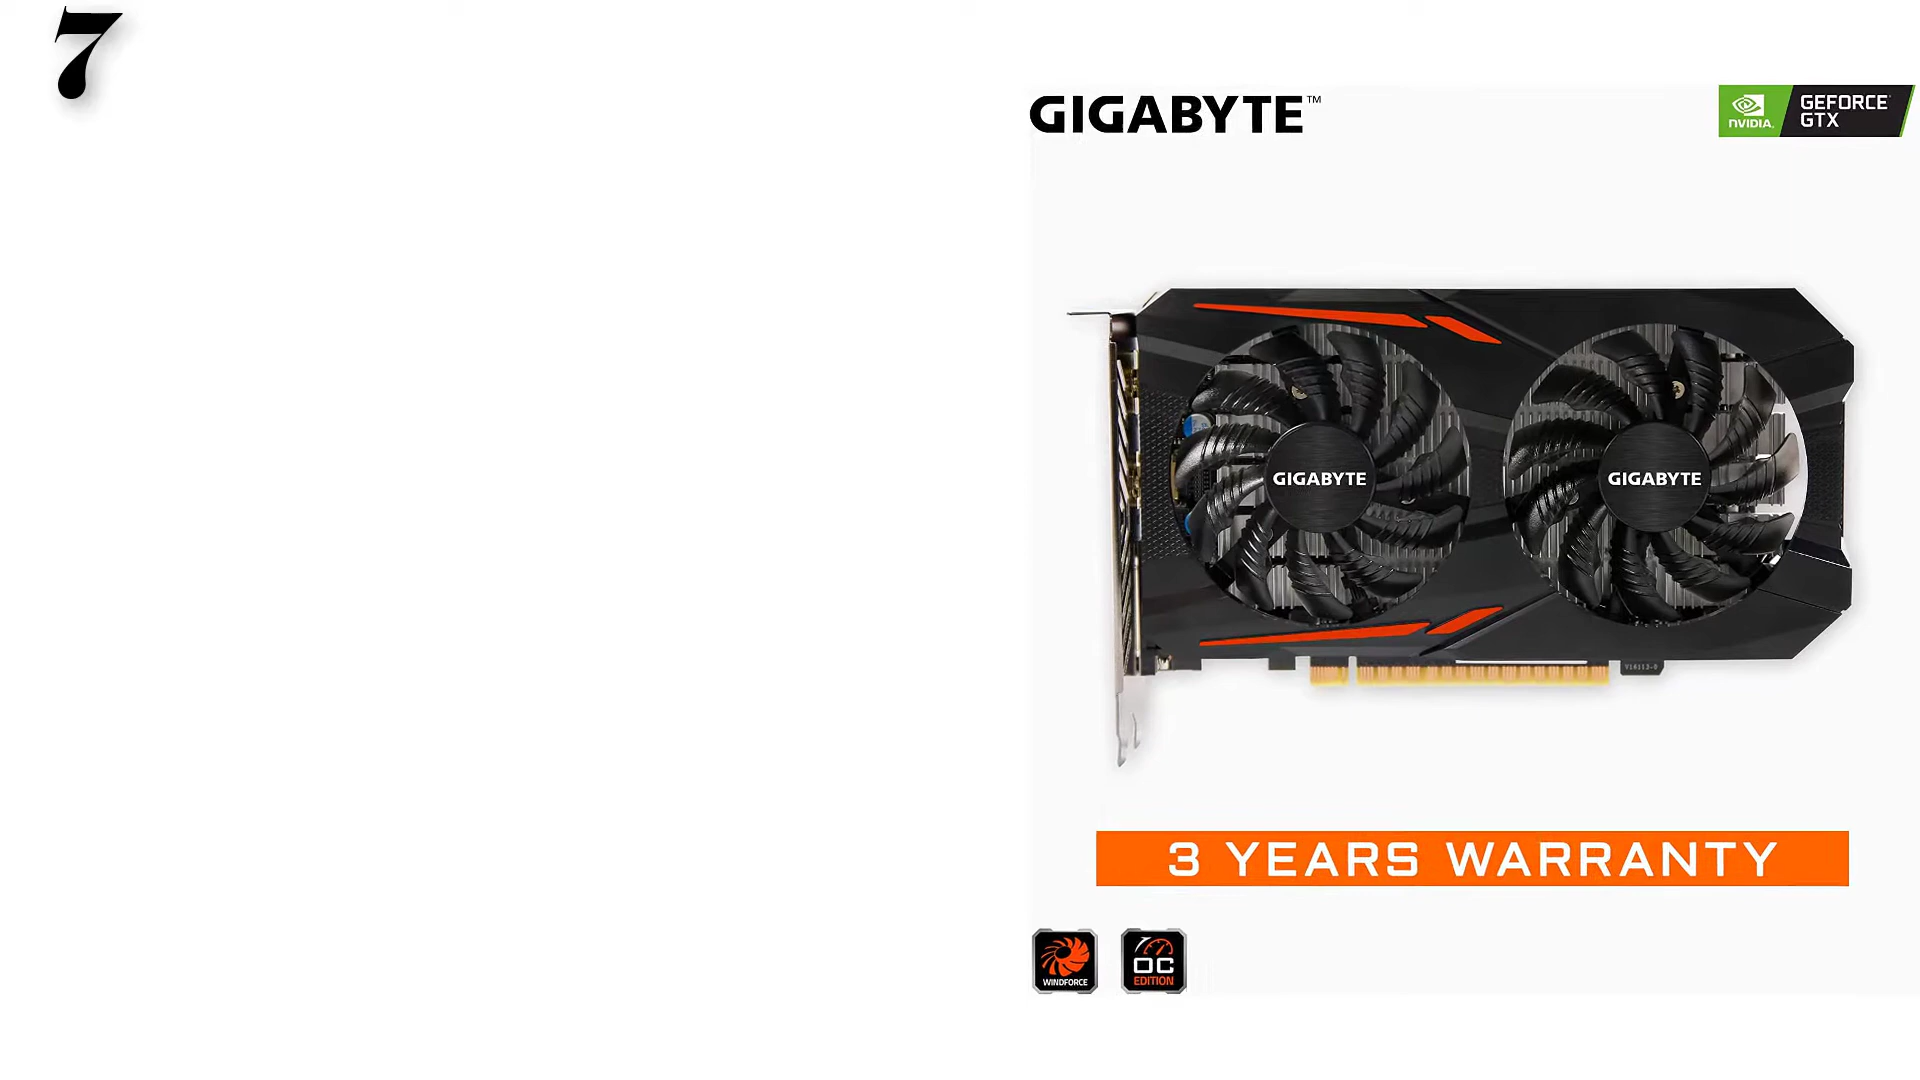 7
GIGABYTE™
NVIDIA.
GEFORCE
GTX
GIGABYTE
GIGABYTE
3 YEARS WARRANTY
WINDFORCE
OC
EDITION